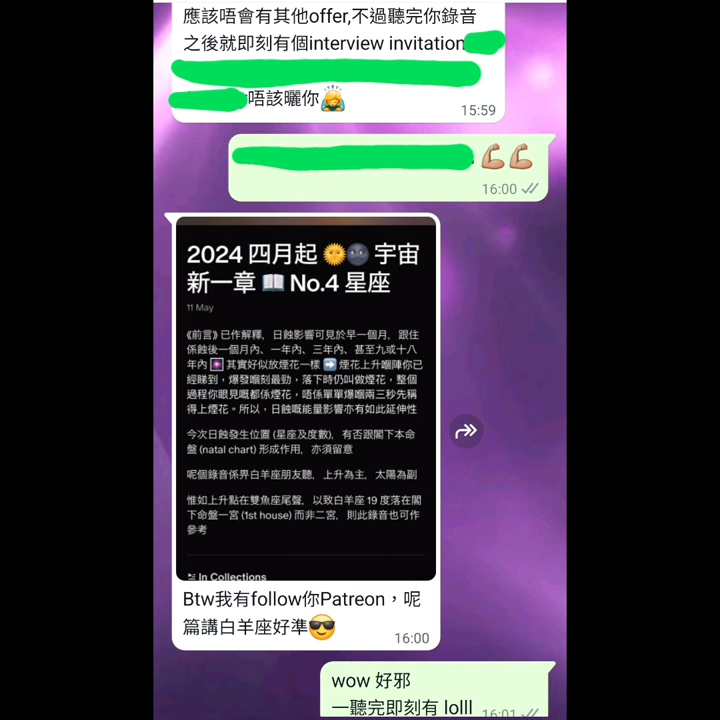 應該唔會有其他offer,不過聽完你錄音
之後就即刻有個interview invitation
唔該曬你🙇
15:59
💪🏼💪🏼
16:00
2024 四月起 🌞🌚 宇宙
新一章 📖 No.4 星座
11 May
《前言》已作解釋，日蝕影響可見於早一個月，跟住
係蝕後一個月內、一年內、三年內、甚至九或十八
年內 🎆 其實好似放煙花一樣 ➡️ 煙花上升嗰陣你已
經睇到，爆發嗰刻最勁，落下時仍叫做煙花，整個
過程你眼見嘅都係煙花，唔係單單爆嗰兩三秒先稱
得上煙花。所以，日蝕嘅能量影響亦有如此延伸性
今次日蝕發生位置 (星座及度數)，有否跟閣下本命
盤 (natal chart) 形成作用，亦須留意
呢個錄音係畀白羊座朋友聽，上升為主，太陽為副
惟如上升點在雙魚座尾聲，以致白羊座 19 度落在閣
下命盤一宮 (1st house) 而非二宮，則此錄音也可作
參考
In Collections
Btw我有follow你Patreon，呢
篇講白羊座好準😎
16:00
wow 好邪
一聽完即刻有 lolll
16:01